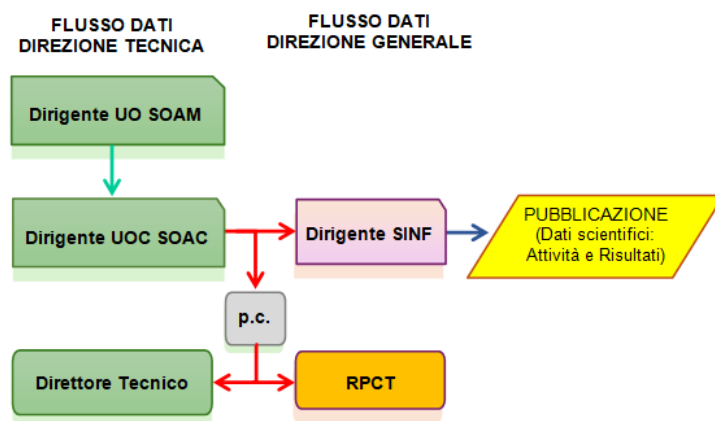 FLUSSO DATI
DIREZIONE TECNICA
FLUSSO DATI
DIREZIONE GENERALE
Dirigente UO SOAM
Dirigente UOC SOAC
Dirigente SINF
PUBBLICAZIONE
(Dati scientifici:
Attività e Risultati)
p.c.
Direttore Tecnico
RPCT